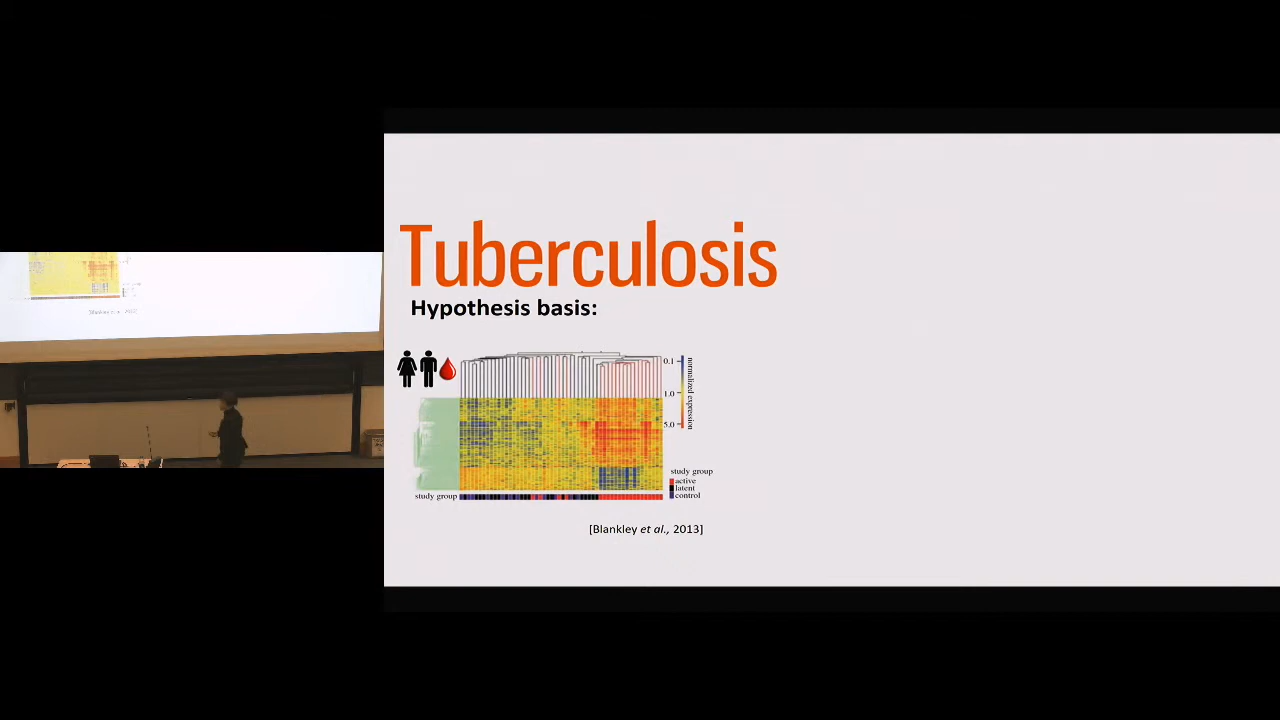 Tuberculosis
Hypothesis basis:
0.1
1.0
5.0
normalized expression
study group
active
latent
control
study group
[Blankley et al., 2013]